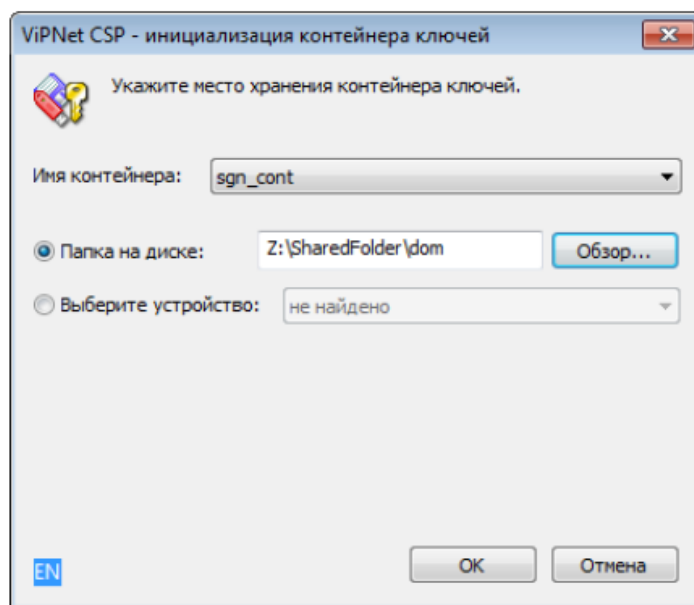 ViPNet CSP - инициализация контейнера ключей
Укажите место хранения контейнера ключей.
Имя контейнера: sgn_cont
Папка на диске: Z:\SharedFolder\dom Обзор...
Выберите устройство: не найдено
EN OK Отмена